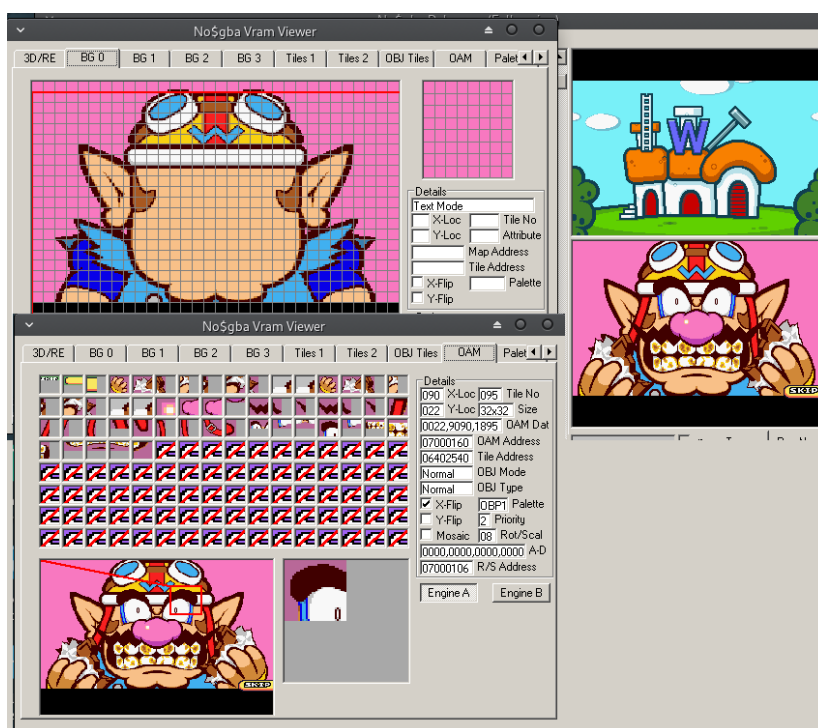 No$gba Vram Viewer
3D/RE BG 0 BG 1 BG 2 BG 3 Tiles 1 Tiles 2 OBJ Tiles OAM Palet
Details
Text Mode
X-Loc Tile No
Y-Loc Attribute
Map Address
Tile Address
X-Flip Palette
Y-Flip
W
SKIP
No$gba Vram Viewer
3D/RE BG 0 BG 1 BG 2 BG 3 Tiles 1 Tiles 2 OBJ Tiles OAM Palet
Details
090 X-Loc 095 Tile No
022 Y-Loc 32x32 Size
0022,9090,1895 OAM Dat
07000160 OAM Address
06402540 Tile Address
Normal OBJ Mode
Normal OBJ Type
X-Flip OBP1 Palette
Y-Flip 2 Priority
Mosaic 08 Rot/Scal
0000,0000,0000,0000 A-D
07000106 R/S Address
Engine A Engine B
SKIP